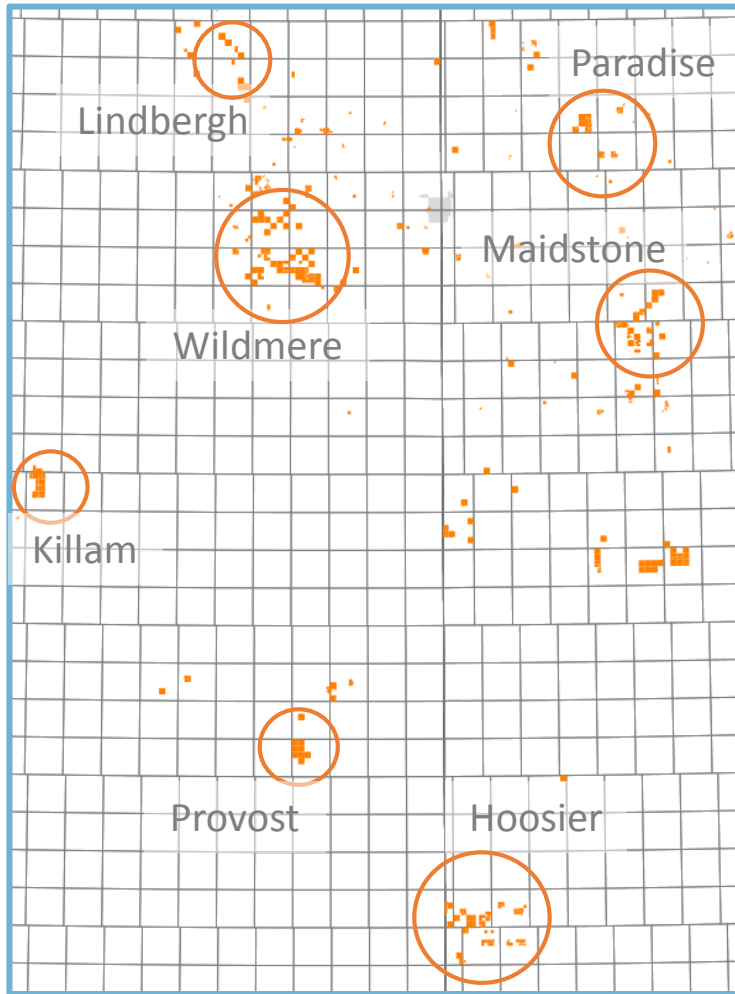 Paradise
Lindbergh
Maidstone
Wildmere
Killam
Provost
Hoosier